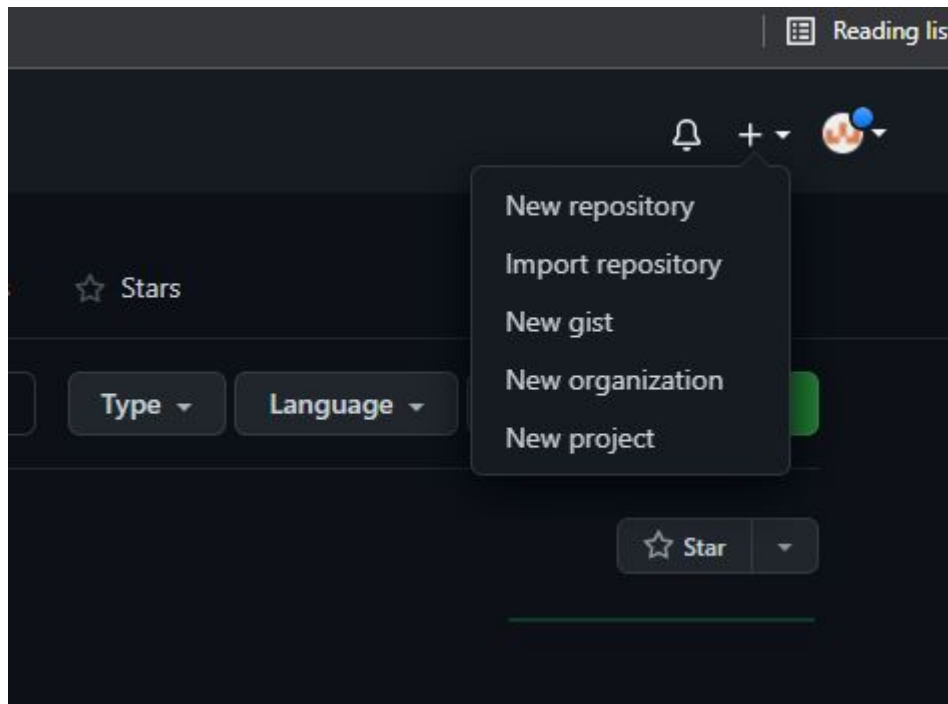 Reading lis
New repository
Import repository
New gist
New organization
New project
Stars
Type
Language
Star